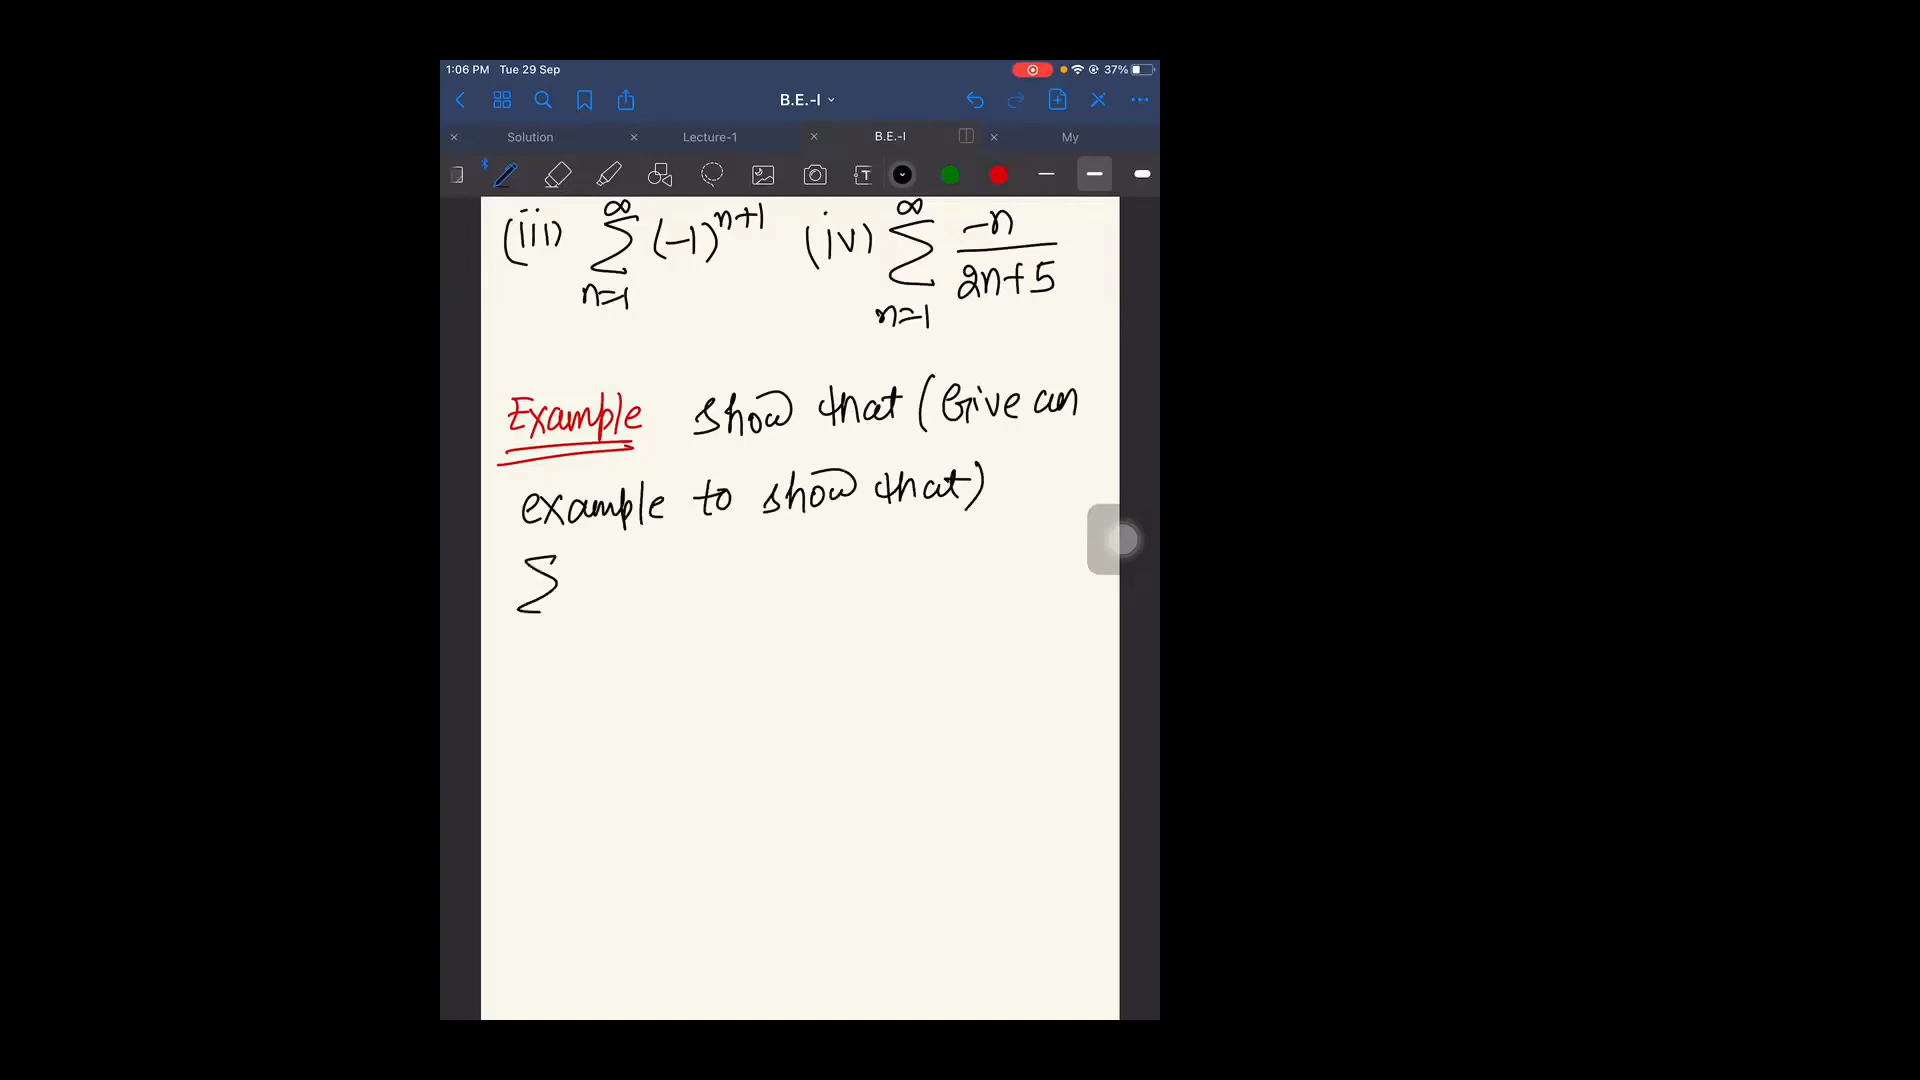 1:06 PM Tue 29 Sep 37%
B.E.-I
Solution Lecture-1 B.E.-I My
T
(iii) ∞ Σ n=1 (-1)^{n+1} (iv) ∞ Σ n=1 -n/2n+5
Example show that (Give an
example to show that)
Σ